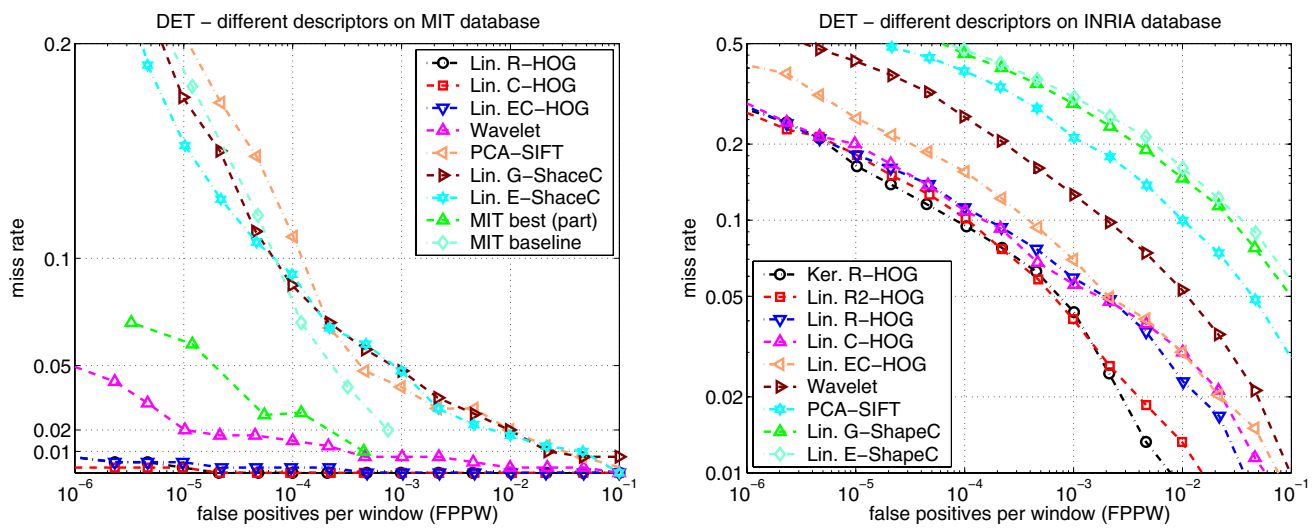 DET – different descriptors on MIT database
0.2
0.1
0.05
0.02
0.01
miss rate
10−6
10−5
10−4
10−3
10−2
10−1
false positives per window (FPPW)
Lin. R−HOG
Lin. C−HOG
Lin. EC−HOG
Wavelet
PCA−SIFT
Lin. G−ShaceC
Lin. E−ShaceC
MIT best (part)
MIT baseline
DET – different descriptors on INRIA database
0.5
0.2
0.1
0.05
0.02
0.01
miss rate
10−6
10−5
10−4
10−3
10−2
10−1
false positives per window (FPPW)
Ker. R−HOG
Lin. R2−HOG
Lin. R−HOG
Lin. C−HOG
Lin. EC−HOG
Wavelet
PCA−SIFT
Lin. G−ShapeC
Lin. E−ShapeC